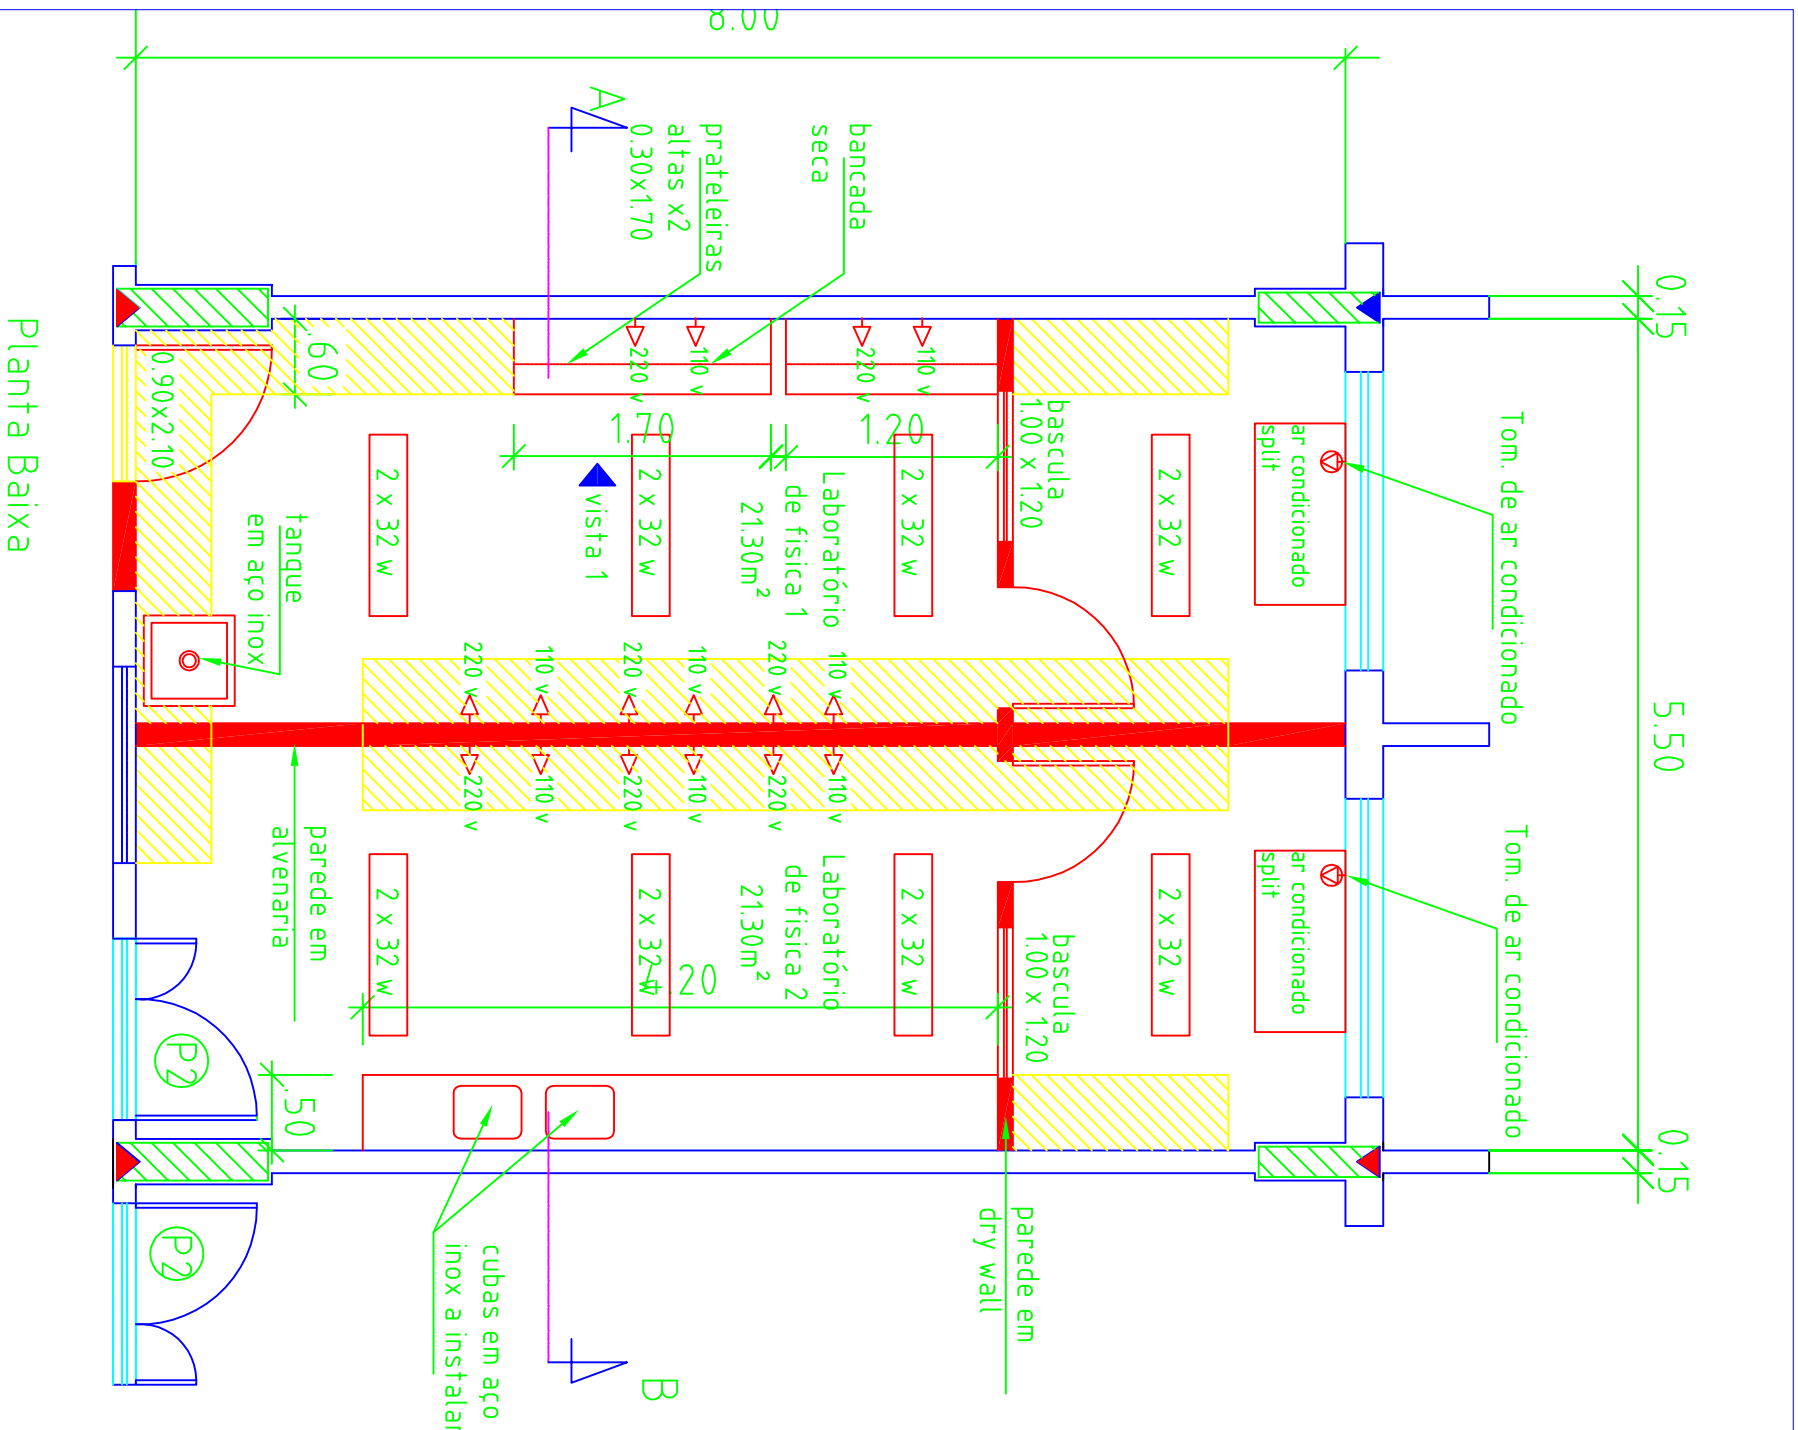 8.00
A
prateleiras
altas x2
0.30x1.70
bancada
seca
0.15
5.50
0.15
Tom. de ar condicionado
Tom. de ar condicionado
.60
0.90x2.10
220 v
110 v
220 v
110 v
1.70
1.20
bascula
1.00 x 1.20
ar condicionado
split
2 x 32 w
2 x 32 w
2 x 32 w
2 x 32 w
vista 1
Laboratório
de fisica 1
21.30m²
tanque
em aço inox
220 v
110 v
220 v
110 v
220 v
110 v
220 v
110 v
220 v
110 v
220 v
110 v
parede em
alvenaria
2 x 32 w
2 x 32 w
2 x 32 w
2 x 32 w
Laboratório
de fisica 2
21.30m²
4.20
bascula
1.00 x 1.20
ar condicionado
split
P2
.50
P2
cubas em aço
inox a instalar
parede em
dry wall
B
Planta Baixa